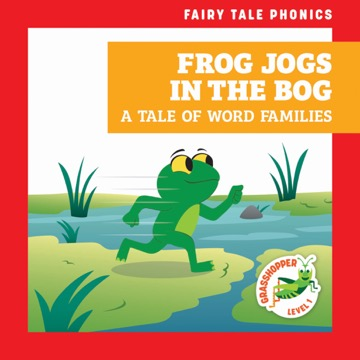 FAIRY TALE PHONICS
FROG JOGS
IN THE BOG
A TALE OF WORD FAMILIES
GRASSHOPPER
LEVEL 1